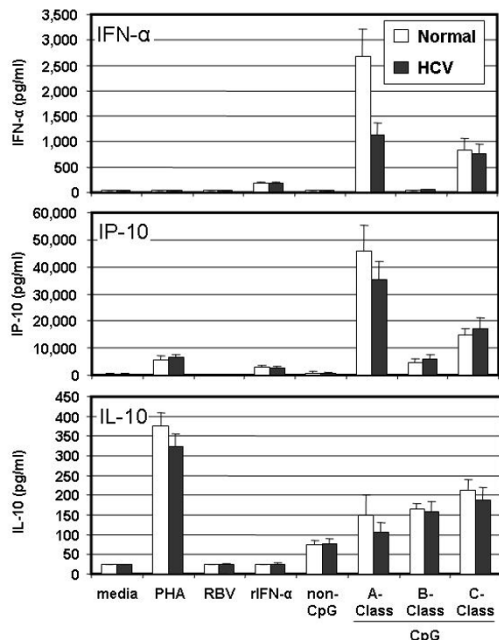 IFN-α
Normal
HCV
IFN-α (pg/ml)
3,500
3,000
2,500
2,000
1,500
1,000
500
0
IP-10
IP-10 (pg/ml)
60,000
50,000
40,000
30,000
20,000
10,000
0
IL-10
IL-10 (pg/ml)
450
400
350
300
250
200
150
100
50
0
media PHA RBV rIFN-α non-CpG A-Class B-Class C-Class
CpG